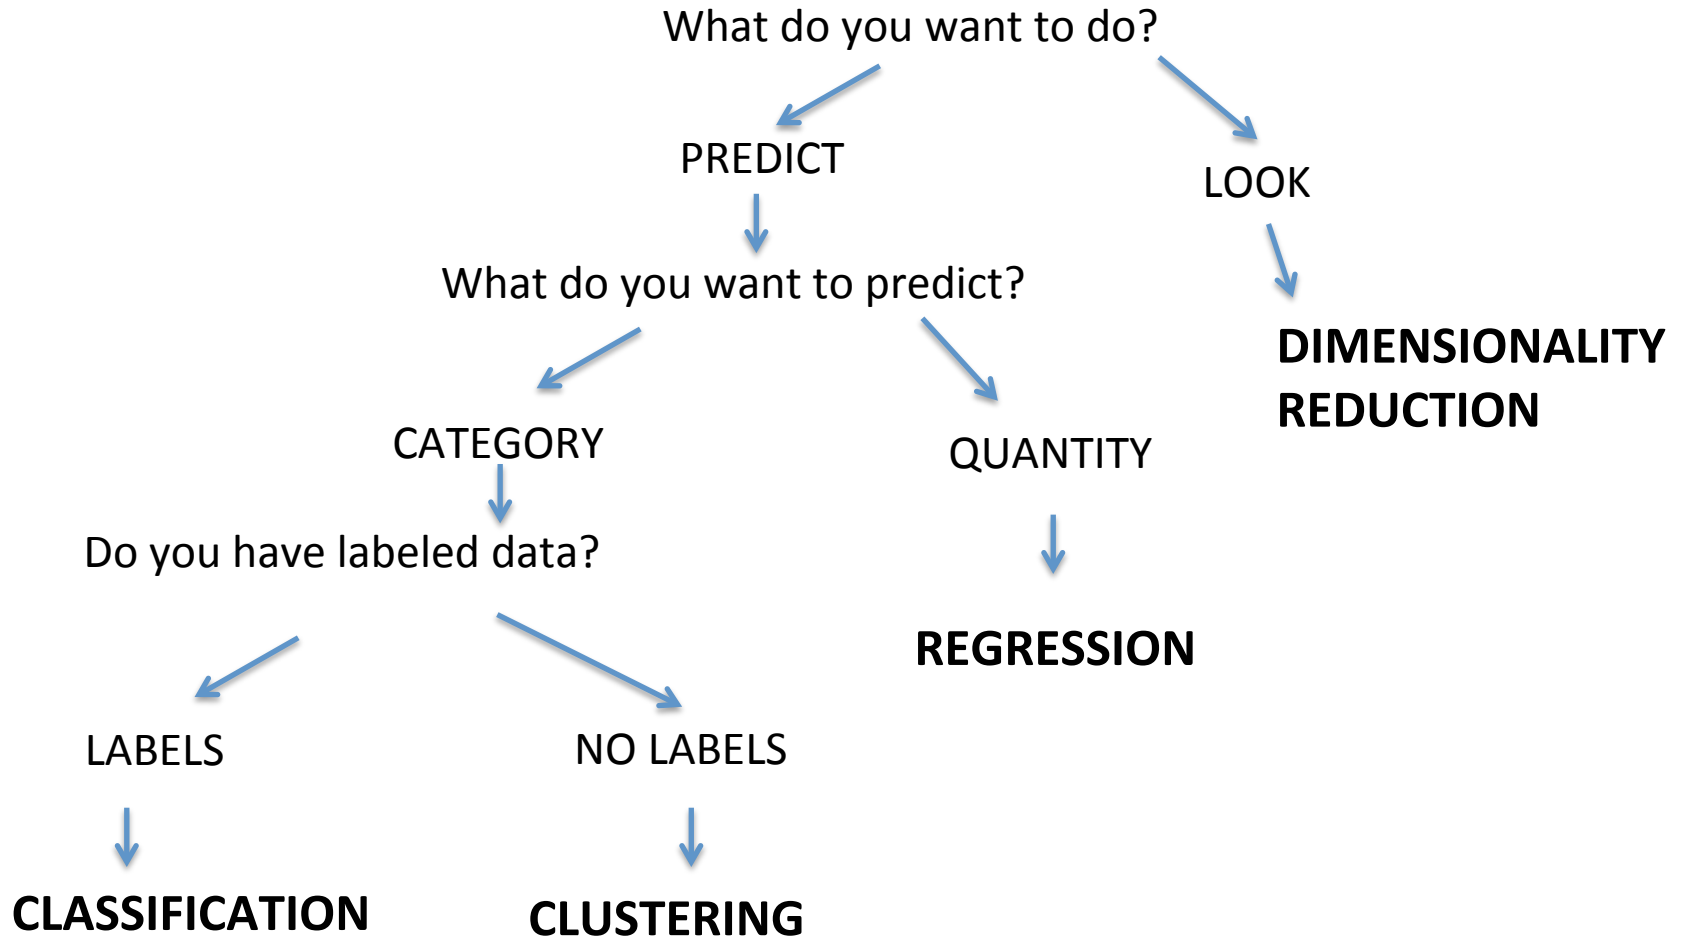 What do you want to do?
PREDICT
LOOK
What do you want to predict?
DIMENSIONALITY
REDUCTION
CATEGORY
QUANTITY
Do you have labeled data?
REGRESSION
LABELS
NO LABELS
CLASSIFICATION
CLUSTERING